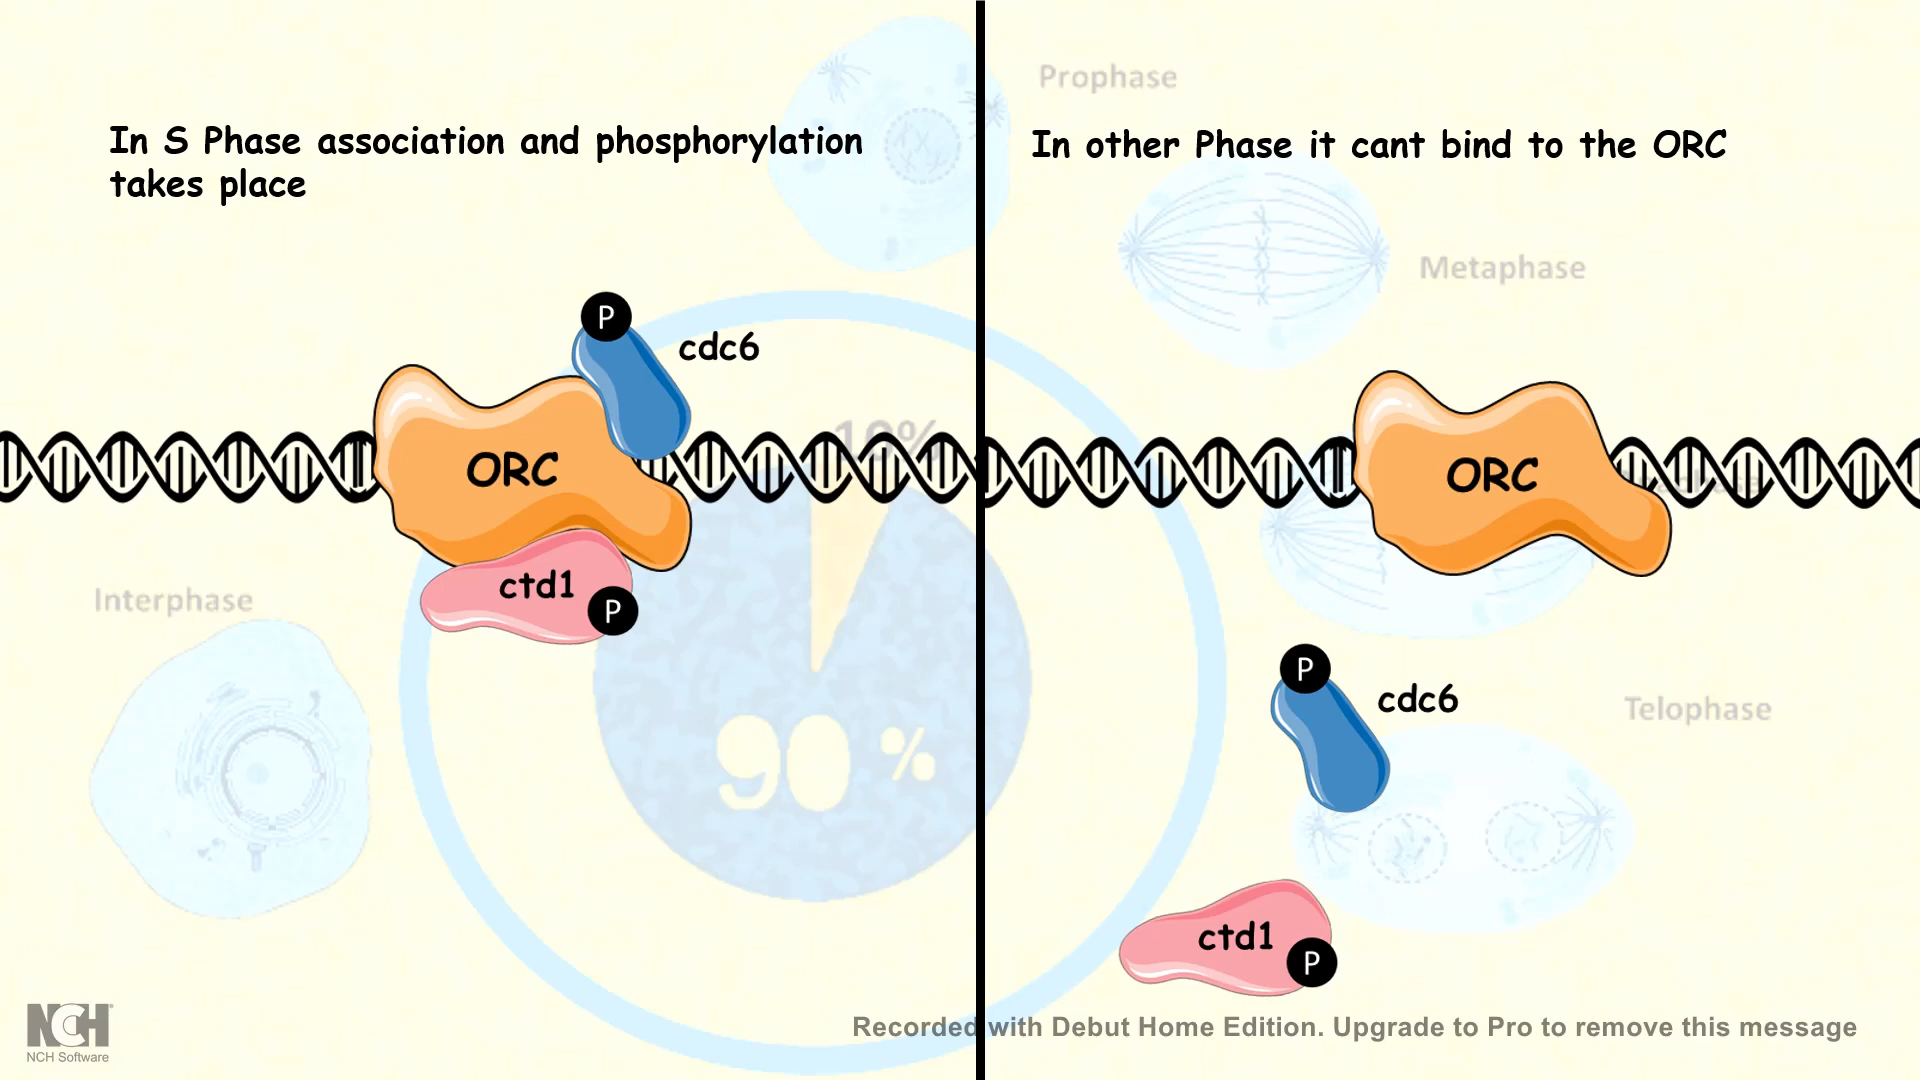 In S Phase association and phosphorylation
takes place
P
cdc6
ORC
ctd1
P
Interphase
10%
90 %
Prophase
In other Phase it cant bind to the ORC
Metaphase
ORC
P
cdc6
Telophase
ctd1
P
NCH
NCH Software
Recorded with Debut Home Edition. Upgrade to Pro to remove this message